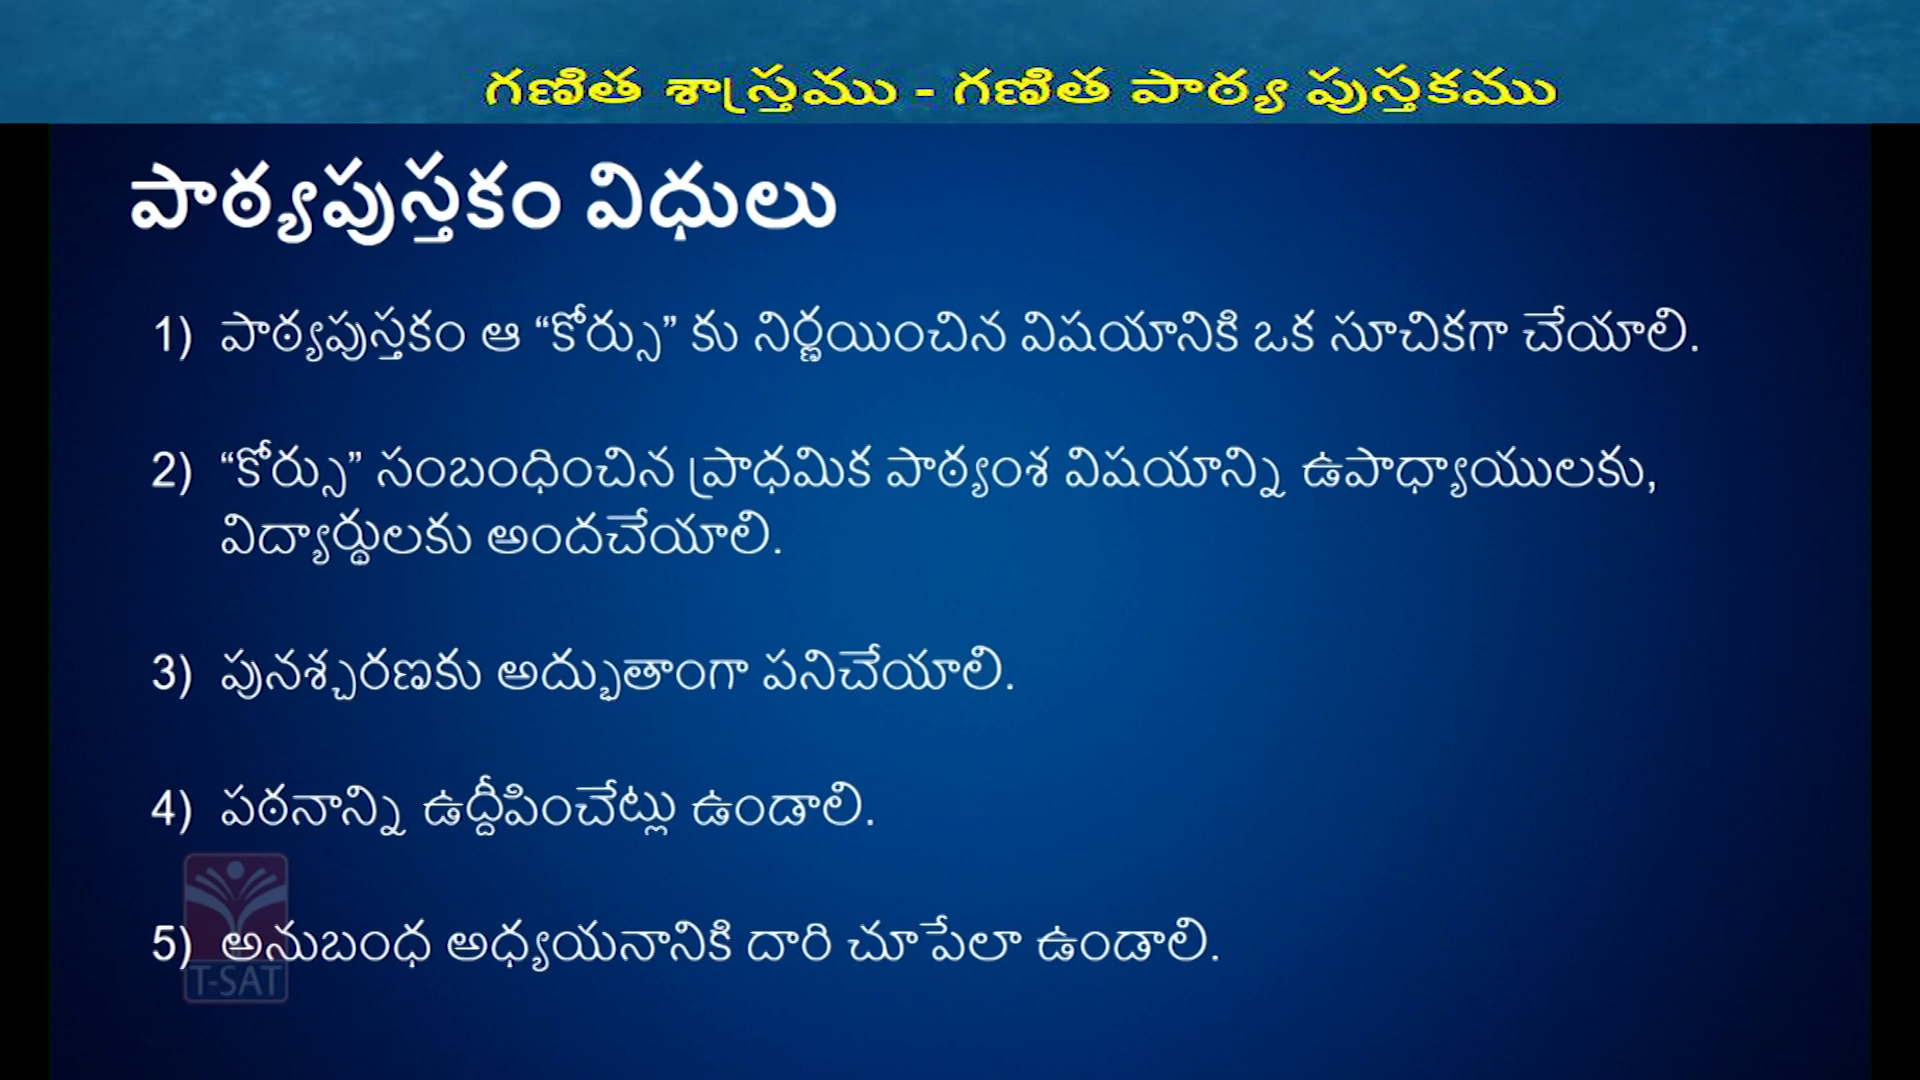 గణిత శాస్త్రము - గణిత పాఠ్య పుస్తకము
పాఠ్యపుస్తకం విధులు
1) పాఠ్యపుస్తకం ఆ “కోర్సు” కు నిర్ణయించిన విషయానికి ఒక సూచికగా చేయాలి.
2) “కోర్సు” సంబంధించిన ప్రాధమిక పాఠ్యంశ విషయాన్ని ఉపాధ్యాయులకు,
విద్యార్థులకు అందచేయాలి.
3) పునశ్చరణకు అద్భుతాంగా పనిచేయాలి.
4) పఠనాన్ని ఉద్దీపించేట్లు ఉండాలి.
5) అనుబంధ అధ్యయనానికి దారి చూపేలా ఉండాలి.
T-SAT